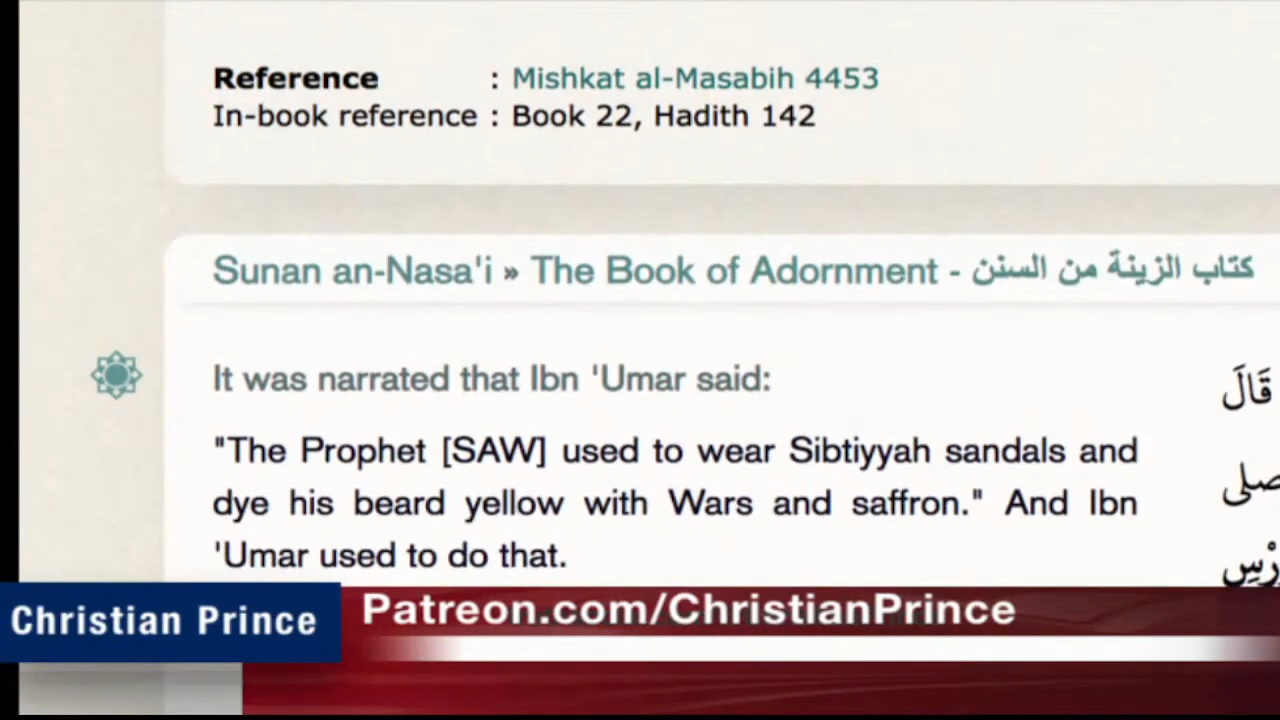 Reference : Mishkat al-Masabih 4453
In-book reference : Book 22, Hadith 142
Sunan an-Nasa'i » The Book of Adornment - كتاب الزينة من السنن
It was narrated that Ibn 'Umar said:
قَالَ
"The Prophet [SAW] used to wear Sibtiyyah sandals and
dye his beard yellow with Wars and saffron." And Ibn
'Umar used to do that.
Christian Prince
Patreon.com/ChristianPrince